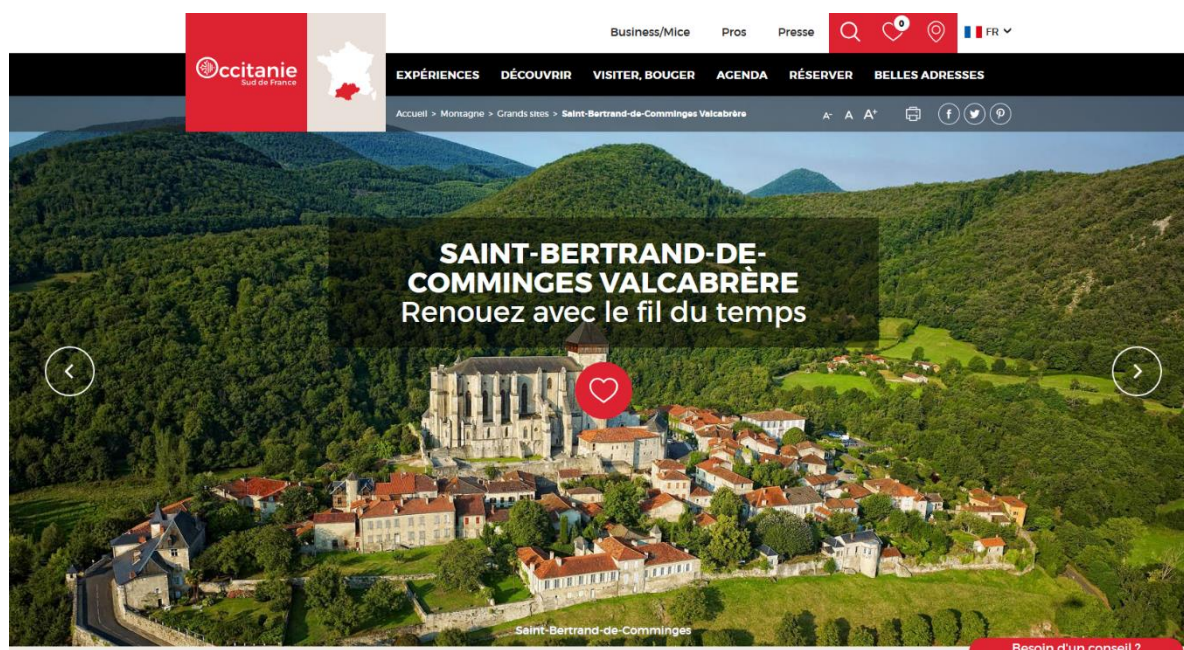 Business/Mice Pros Presse 0 FR
Occitanie
Sud de France
EXPÉRIENCES DÉCOUVRIR VISITER, BOUGER AGENDA RÉSERVER BELLES ADRESSES
Accueil > Montagne > Grands sites > Saint-Bertrand-de-Comminges Valcabrère A- A A+
SAINT-BERTRAND-DE-
COMMINGES VALCABRÈRE
Renouez avec le fil du temps
Saint-Bertrand-de-Comminges
Besoin d'un conseil ?